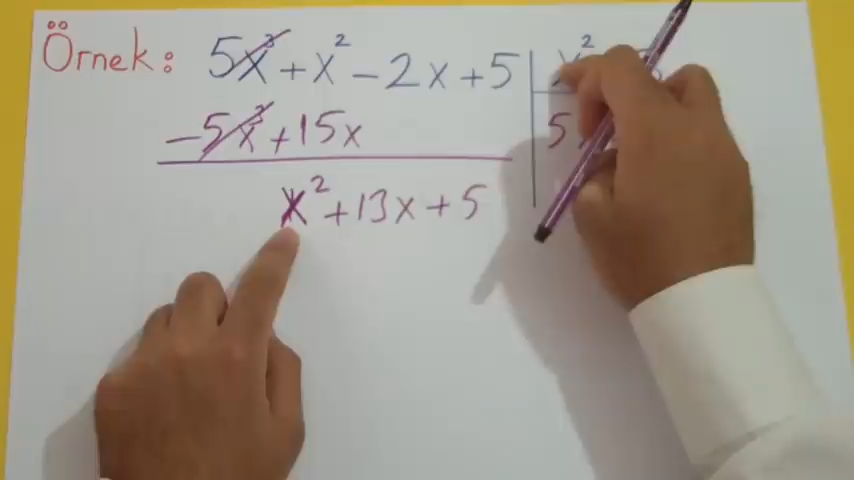 Örnek: 5x³ + x² - 2x + 5 | x²
-5x³ + 15x | 5
x² + 13x + 5